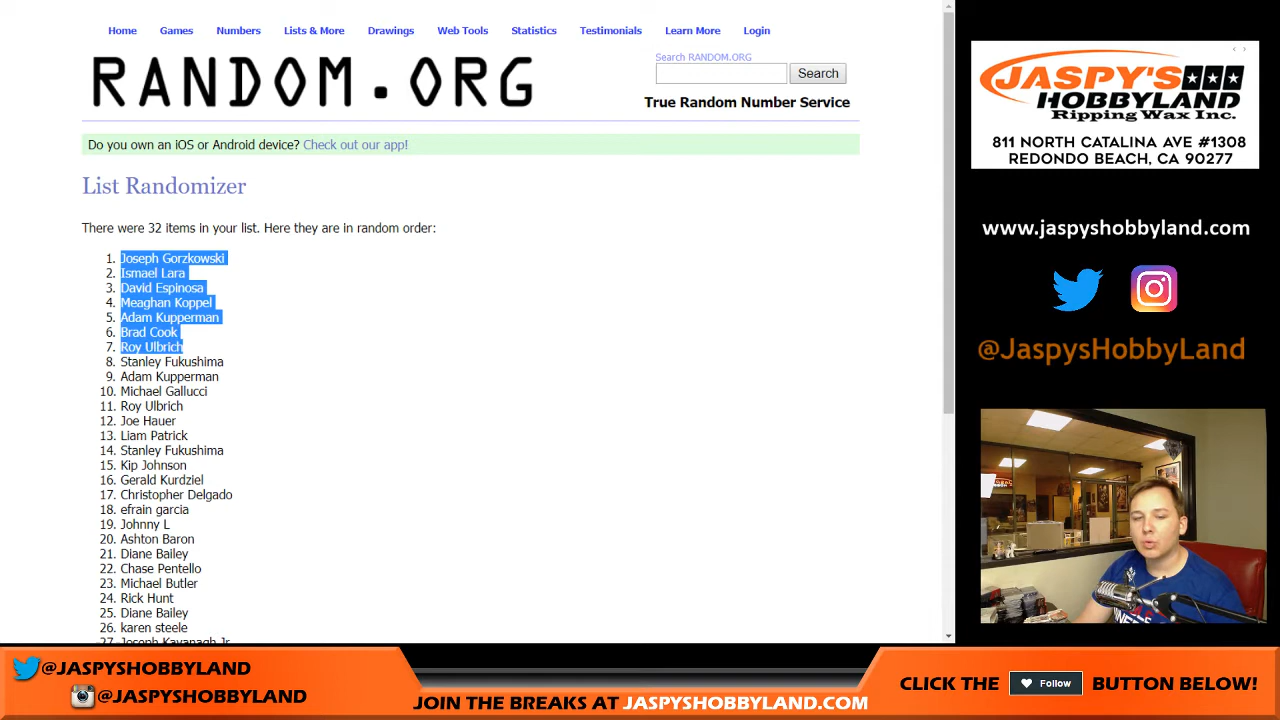 Home Games Numbers Lists & More Drawings Web Tools Statistics Testimonials Learn More Login
RANDOM.ORG
Search RANDOM.ORG
Search
True Random Number Service
Do you own an iOS or Android device? Check out our app!
List Randomizer
There were 32 items in your list. Here they are in random order:
1. Joseph Gorzkowski
2. Ismael Lara
3. David Espinosa
4. Meaghan Koppel
5. Adam Kupperman
6. Brad Cook
7. Roy Ulbrich
8. Stanley Fukushima
9. Adam Kupperman
10. Michael Gallucci
11. Roy Ulbrich
12. Joe Hauer
13. Liam Patrick
14. Stanley Fukushima
15. Kip Johnson
16. Gerald Kurdziel
17. Christopher Delgado
18. efrain garcia
19. Johnny L
20. Ashton Baron
21. Diane Bailey
22. Chase Pentello
23. Michael Butler
24. Rick Hunt
25. Diane Bailey
26. karen steele
27. Joseph Kavanagh Jr
JASPY'S
HOBBYLAND
Ripping Wax Inc.
811 NORTH CATALINA AVE #1308
REDONDO BEACH, CA 90277
www.jaspyshobbyland.com
@JaspysHobbyLand
@JASPYSHOBBYLAND
@JASPYSHOBBYLAND
JOIN THE BREAKS AT JASPYSHOBBYLAND.COM
CLICK THE Follow BUTTON BELOW!